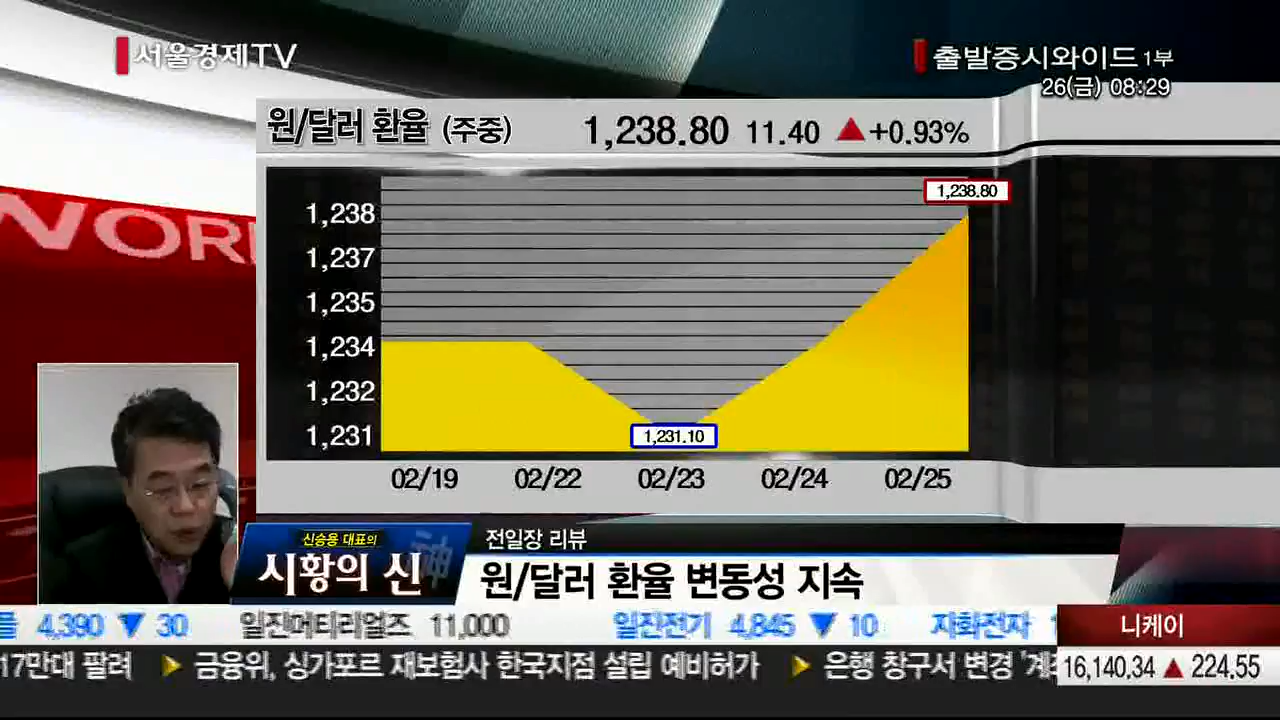 서울경제TV
출발증시와이드 1부
26(금) 08:29
원/달러 환율 (주중) 1,238.80 11.40 ▲+0.93%
1,238.80
1,238
1,237
1,235
1,234
1,232
1,231
1,231.10
02/19 02/22 02/23 02/24 02/25
신승용 대표의
시황의 신
神
전일장 리뷰
원/달러 환율 변동성 지속
4,390 ▼ 30 일진머티리얼즈 11,000 일진전기 4,845 ▼ 10 자화전자
니케이
17만대 팔려 ▶ 금융위, 싱가포르 재보험사 한국지점 설립 예비허가 ▶ 은행 창구서 변경
16,140.34 ▲ 224.55